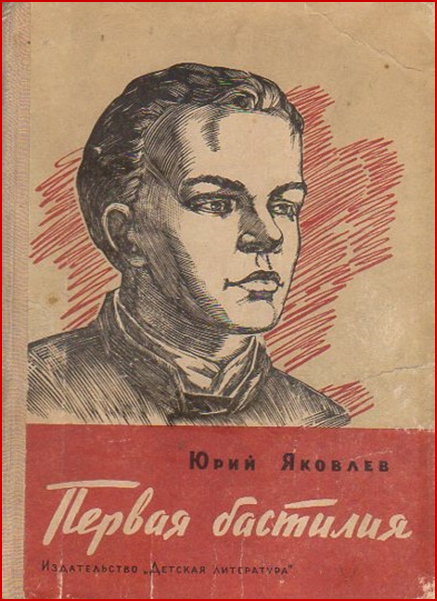 Юрий Яковлев
Первая бастилия
Издательство „Детская литература"